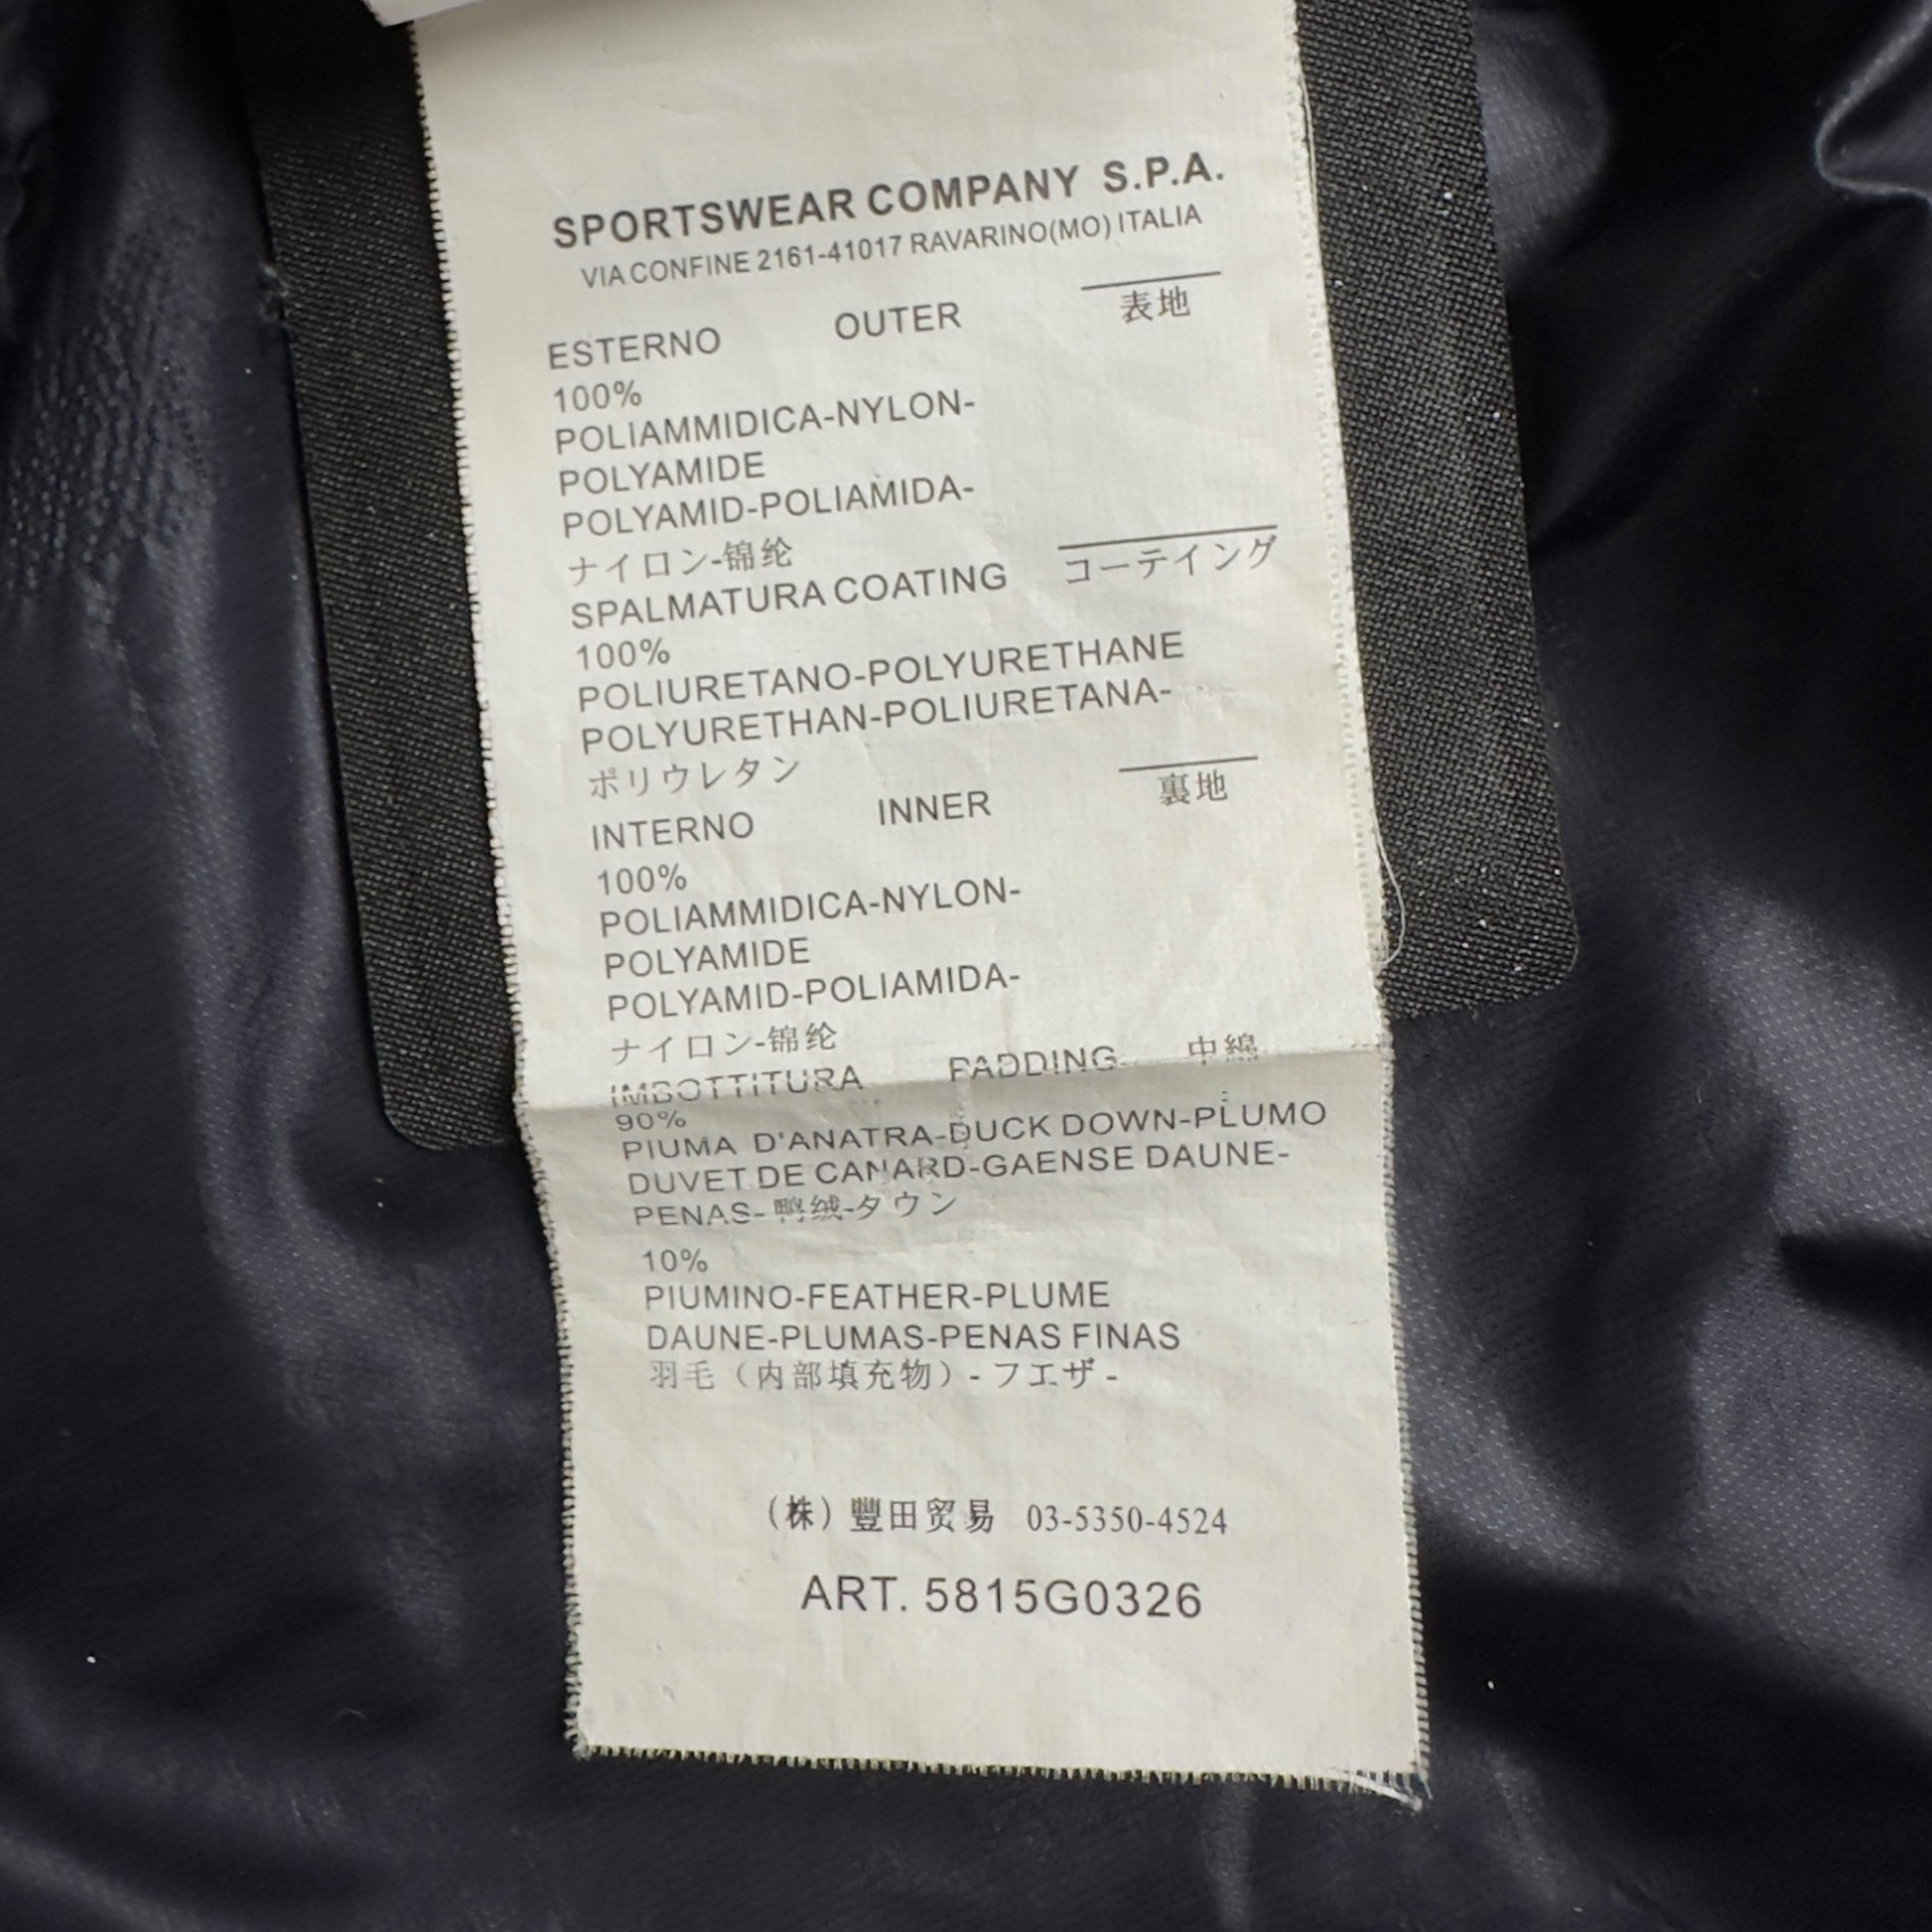 SPORTSWEAR COMPANY S.P.A.
VIA CONFINE 2161-41017 RAVARINO(MO) ITALIA
ESTERNO OUTER 表地
100%
POLIAMMIDICA-NYLON-
POLYAMIDE
POLYAMID-POLIAMIDA-
ナイロン-锦纶
SPALMATURA COATING コーテイング
100%
POLIURETANO-POLYURETHANE
POLYURETHAN-POLIURETANA-
ポリウレタン
INTERNO INNER 裏地
100%
POLIAMMIDICA-NYLON-
POLYAMIDE
POLYAMID-POLIAMIDA-
ナイロン-锦纶
IMBOTTITURA PADDING 中綿
90%
PIUMA D'ANATRA-DUCK DOWN-PLUMO
DUVET DE CANARD-GAENSE DAUNE-
PENAS-鸭绒-タウン
10%
PIUMINO-FEATHER-PLUME
DAUNE-PLUMAS-PENAS FINAS
羽毛（内部填充物）-フエザ-
（株）豐田贸易 03-5350-4524
ART. 5815G0326